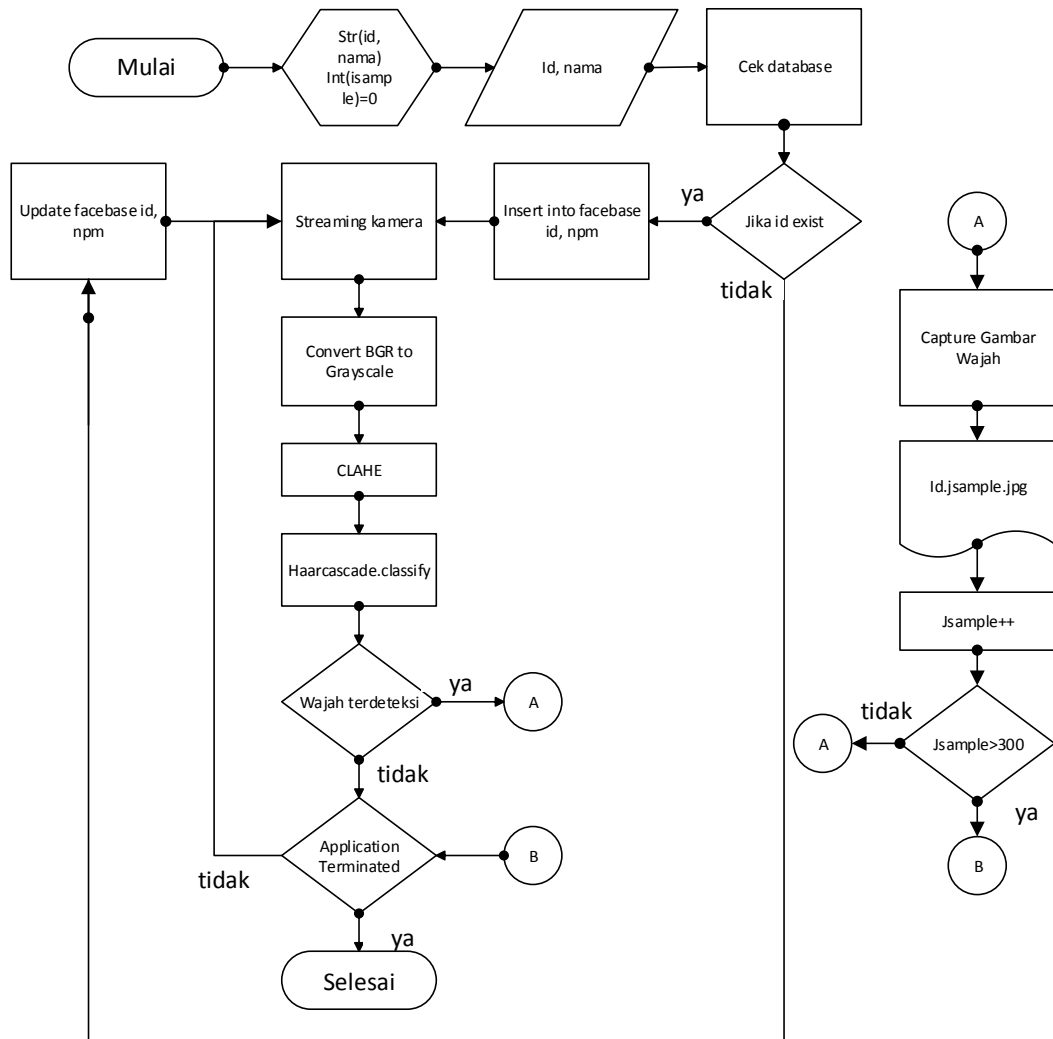 Mulai
Str(id,
nama)
Int(isamp
le)=0
Id, nama
Cek database
Update facebase id,
npm
Streaming kamera
Insert into facebase
id, npm
ya
Jika id exist
tidak
A
Convert BGR to
Grayscale
Capture Gambar
Wajah
CLAHE
Id.jsample.jpg
Haarcascade.classify
Jsample++
Wajah terdeteksi
ya
A
tidak
A
tidak
Jsample>300
ya
B
Application
Terminated
B
tidak
ya
Selesai